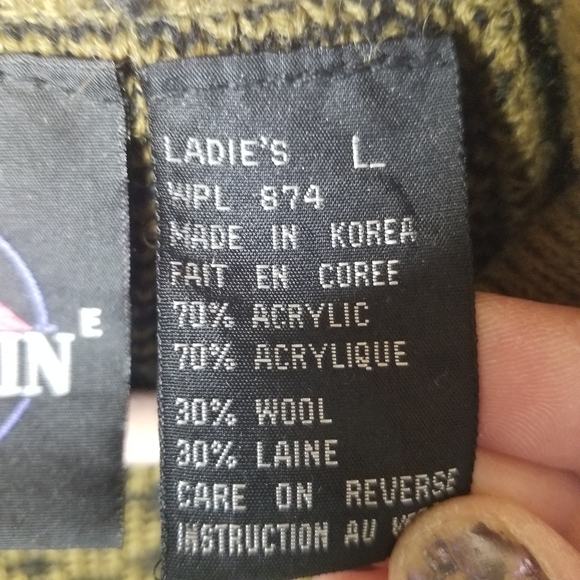 LADIE'S L
WPL 874
MADE IN KOREA
FAIT EN COREE
70% ACRYLIC
70% ACRYLIQUE
30% WOOL
30% LAINE
CARE ON REVERSE
INSTRUCTION AU
E